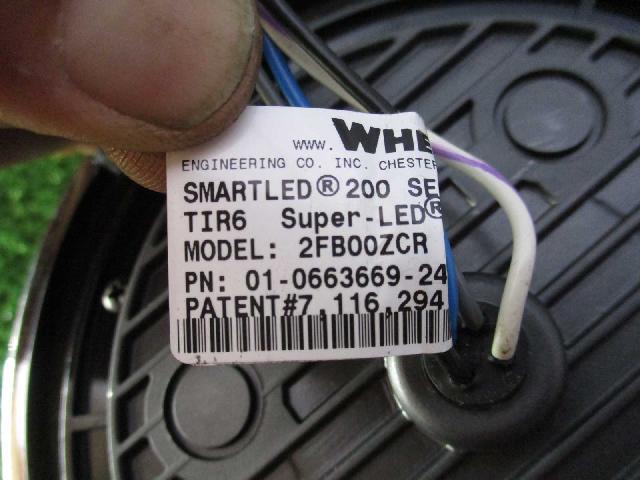 www. WHE
ENGINEERING CO. INC. CHESTE
SMARTLED® 200 SE
TIR6 Super-LED®
MODEL: 2FB00ZCR
PN: 01-0663669-24
PATENT#7,116,294